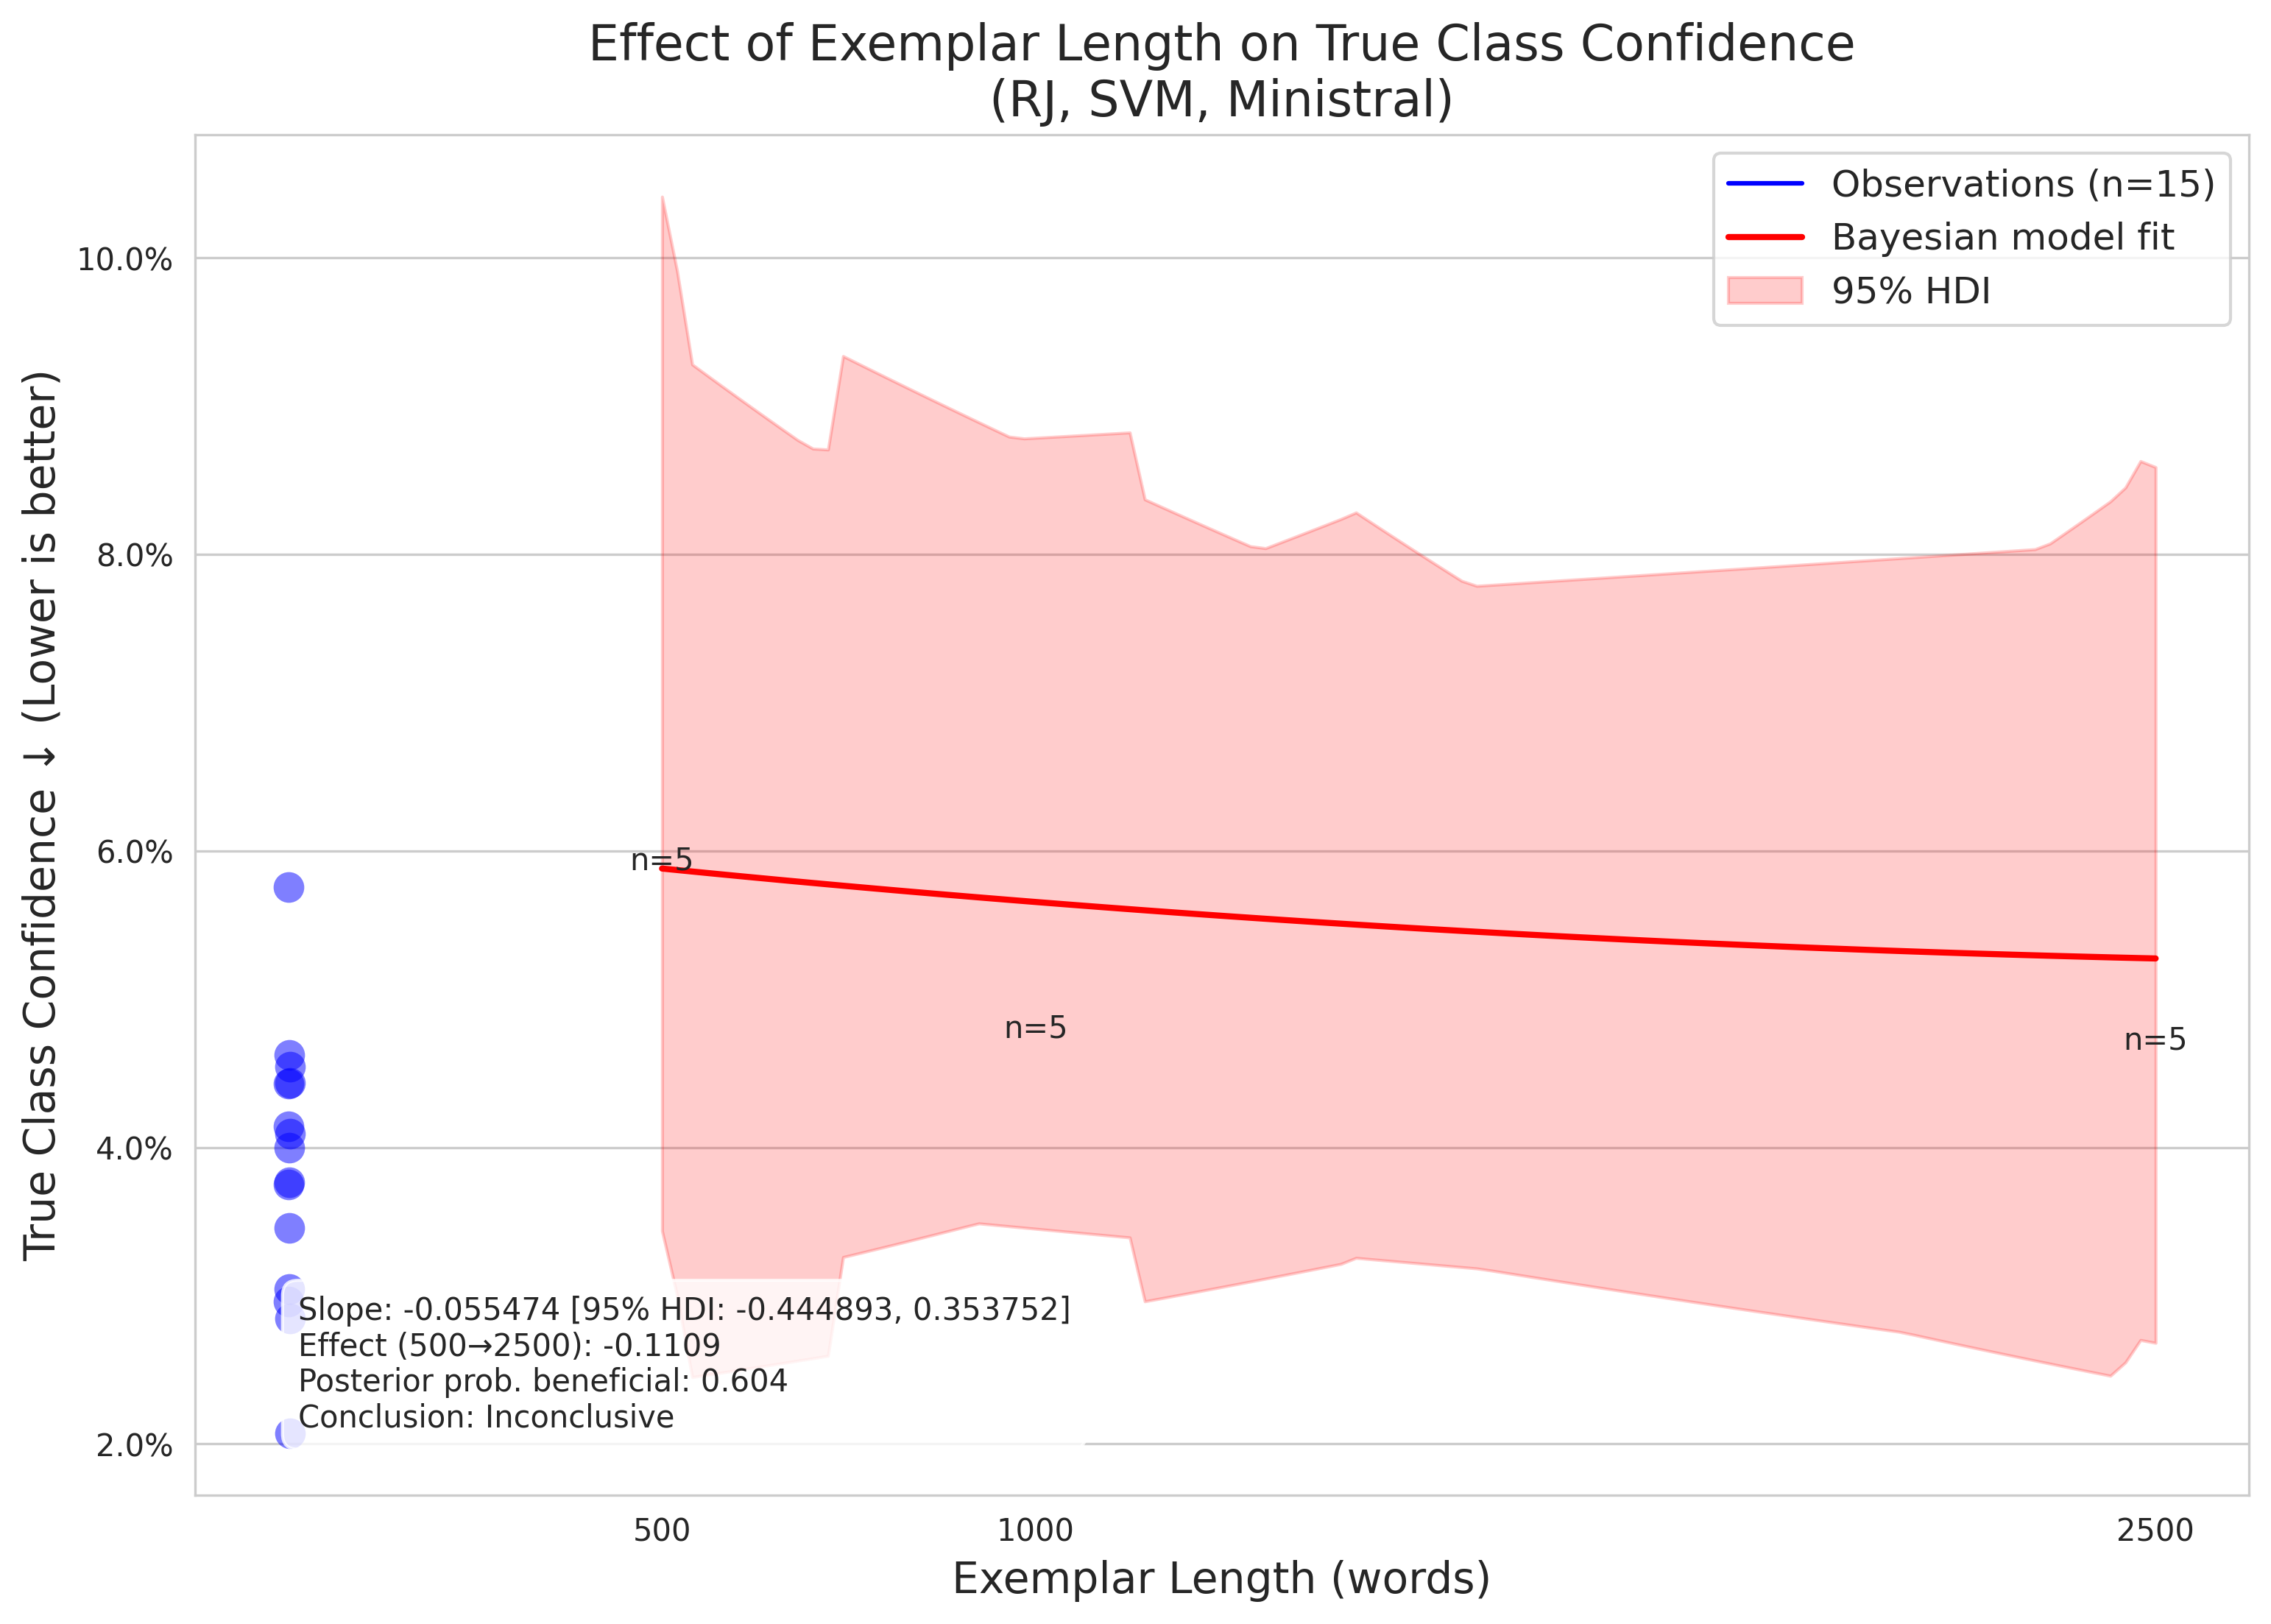 Effect of Exemplar Length on True Class Confidence
(RJ, SVM, Ministral)
Observations (n=15)
Bayesian model fit
95% HDI
True Class Confidence ↓ (Lower is better)
10.0%
8.0%
6.0%
4.0%
2.0%
n=5
n=5
n=5
Slope: -0.055474 [95% HDI: -0.444893, 0.353752]
Effect (500→2500): -0.1109
Posterior prob. beneficial: 0.604
Conclusion: Inconclusive
500
1000
2500
Exemplar Length (words)